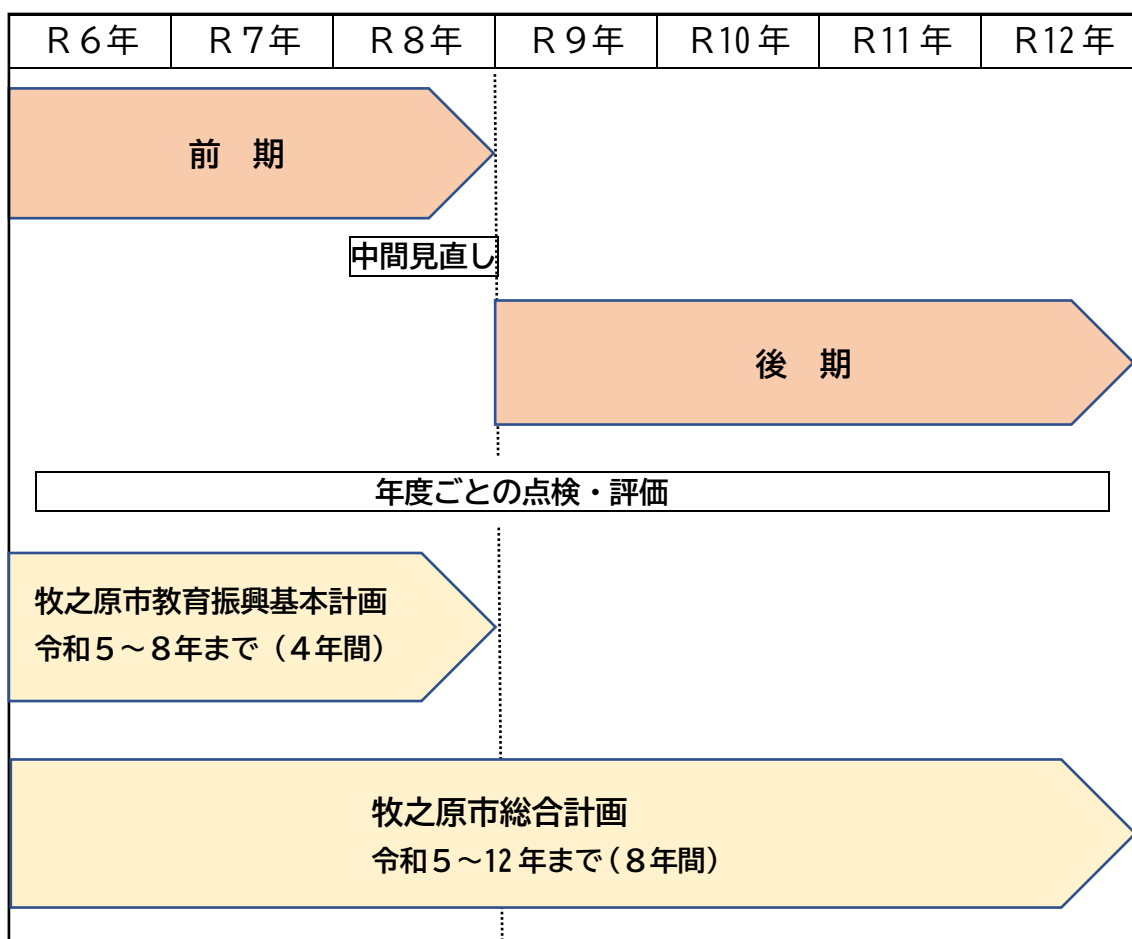 R6年 R7年 R8年 R9年 R10年 R11年 R12年
前 期
中間見直し
後 期
年度ごとの点検・評価
牧之原市教育振興基本計画
令和5~8年まで(4年間)
牧之原市総合計画
令和5~12年まで(8年間)